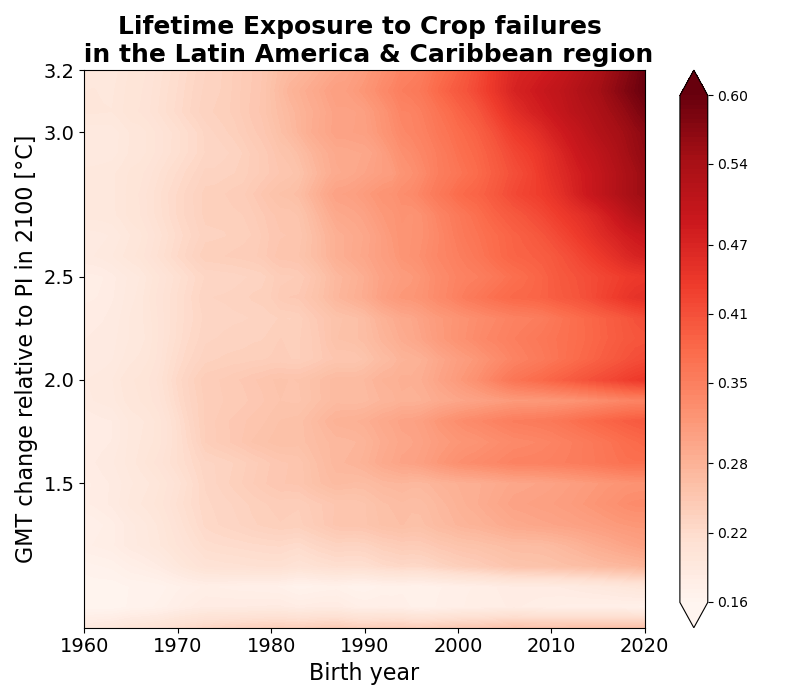 Lifetime Exposure to Crop failures
in the Latin America & Caribbean region
GMT change relative to PI in 2100 [°C]
3.2
3.0
2.5
2.0
1.5
1960 1970 1980 1990 2000 2010 2020
Birth year
0.60
0.54
0.47
0.41
0.35
0.28
0.22
0.16